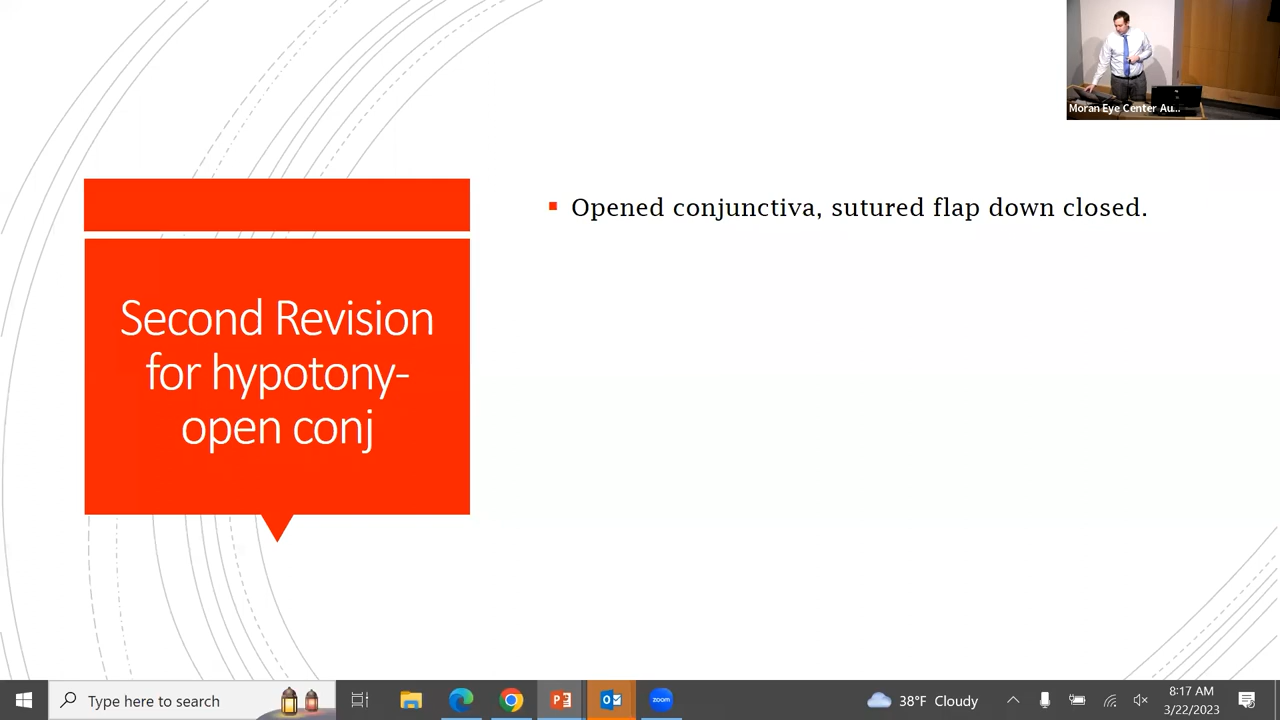 Moran Eye Center Au...
Opened conjunctiva, sutured flap down closed.
Second Revision
for hypotony-
open conj
Type here to search
zoom
38°F Cloudy
8:17 AM
3/22/2023